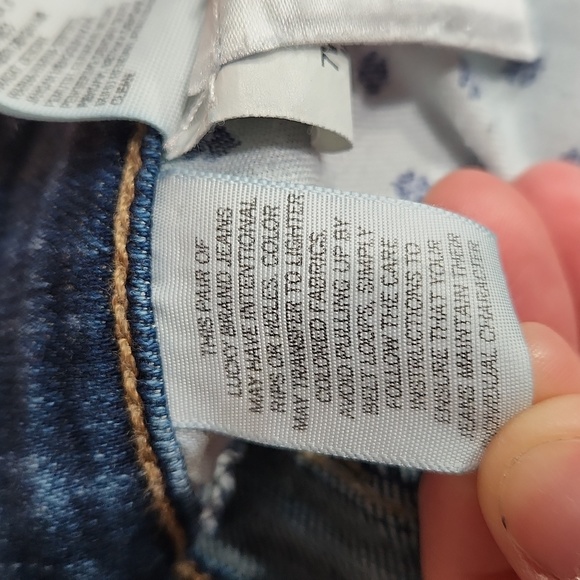 THIS PAIR OF
LUCKY BRAND JEANS
MAY HAVE INTENTIONAL
RIPS OR HOLES. COLOR
MAY TRANSFER TO LIGHTER
COLORED FABRICS.
AVOID PULLING UP BY
BELT LOOPS, SIMPLY
FOLLOW THE CARE
INSTRUCTIONS TO
ENSURE THAT YOUR
JEANS MAINTAIN THEIR
CHARACTER